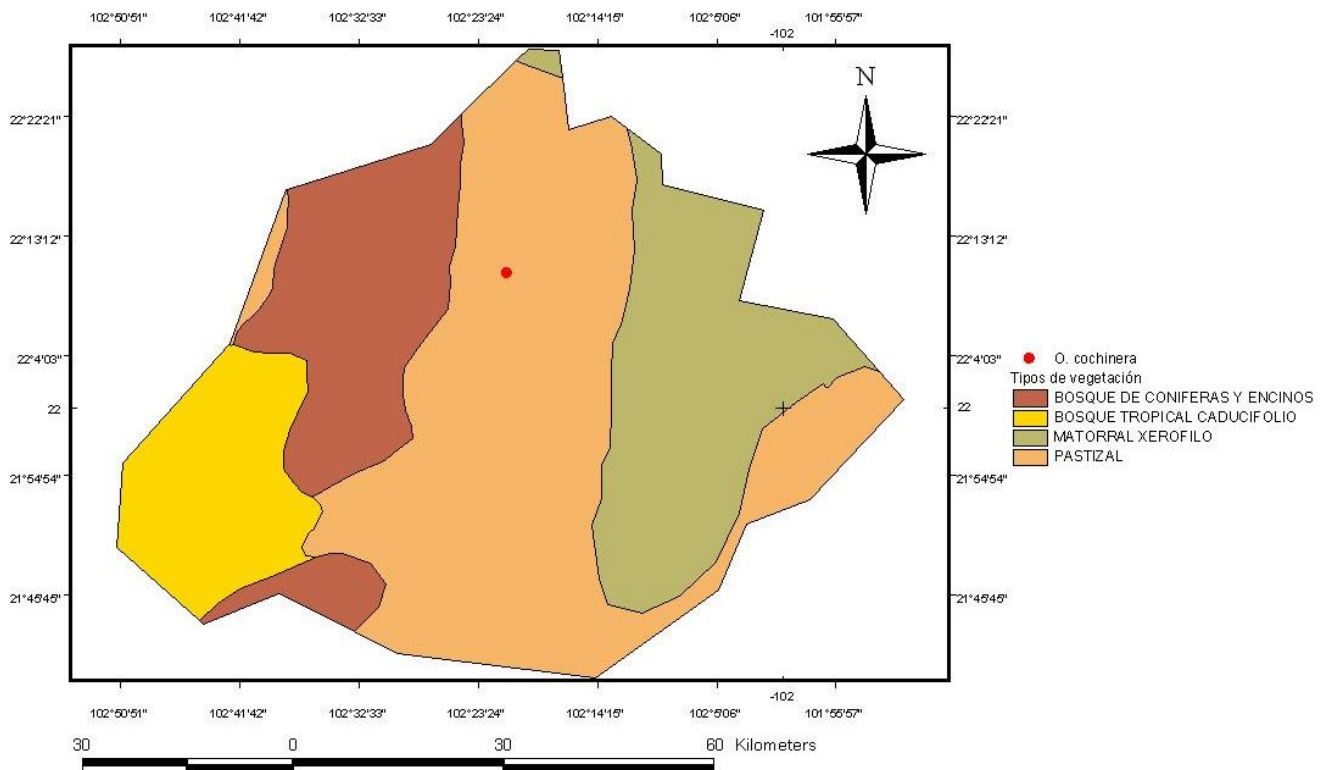 102°50'51" 102°41'42" 102°32'33" 102°23'24" 102°14'15" 102°5'06" 101°55'57"
-102
N
22°22'21" 22°22'21"
22°13'12" 22°13'12"
22°4'03" 22°4'03"
O. cochinera
Tipos de vegetación
BOSQUE DE CONIFERAS Y ENCINOS
22 22
BOSQUE TROPICAL CADUCIFOLIO
MATORRAL XEROFILO
PASTIZAL
21°54'54" 21°54'54"
21°45'45" 21°45'45"
-102
102°50'51" 102°41'42" 102°32'33" 102°23'24" 102°14'15" 102°5'06" 101°55'57"
30 0 30 60 Kilometers